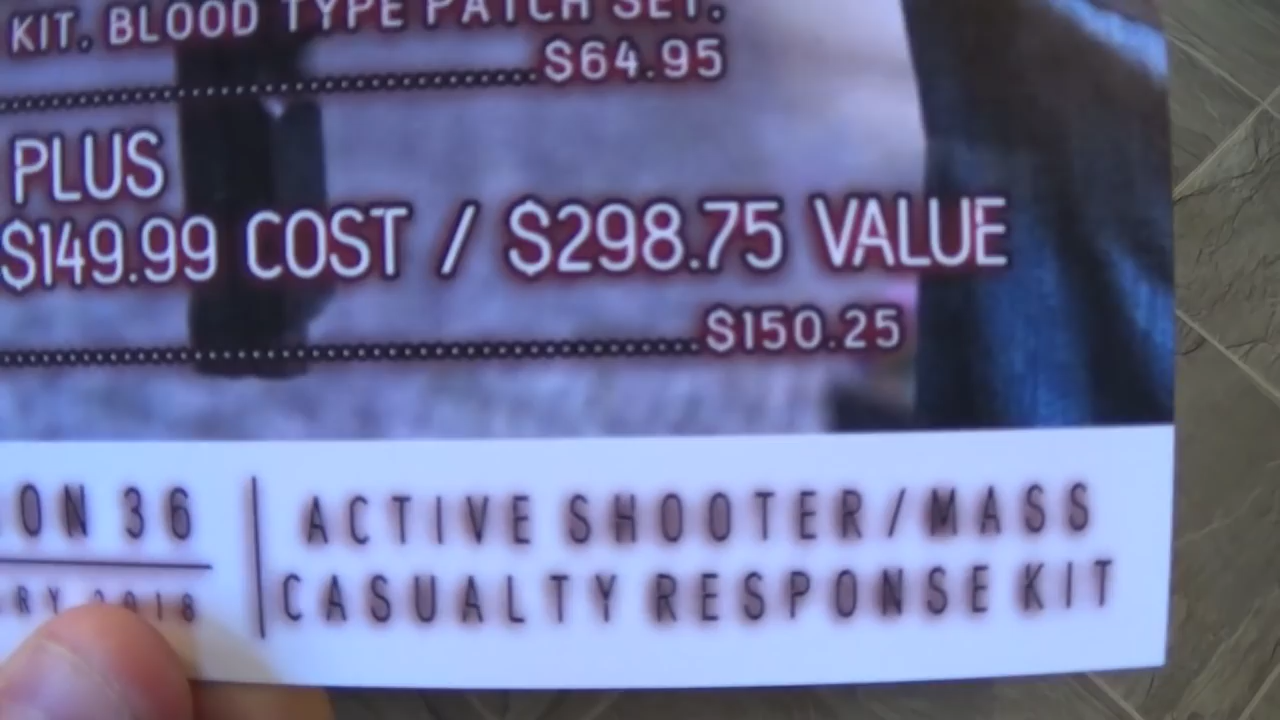 KIT. BLOOD TYPE PATCH SET.
$64.95
PLUS
$149.99 COST / $298.75 VALUE
$150.25
ON 36
2018
ACTIVE SHOOTER/MASS
CASUALTY RESPONSE KIT